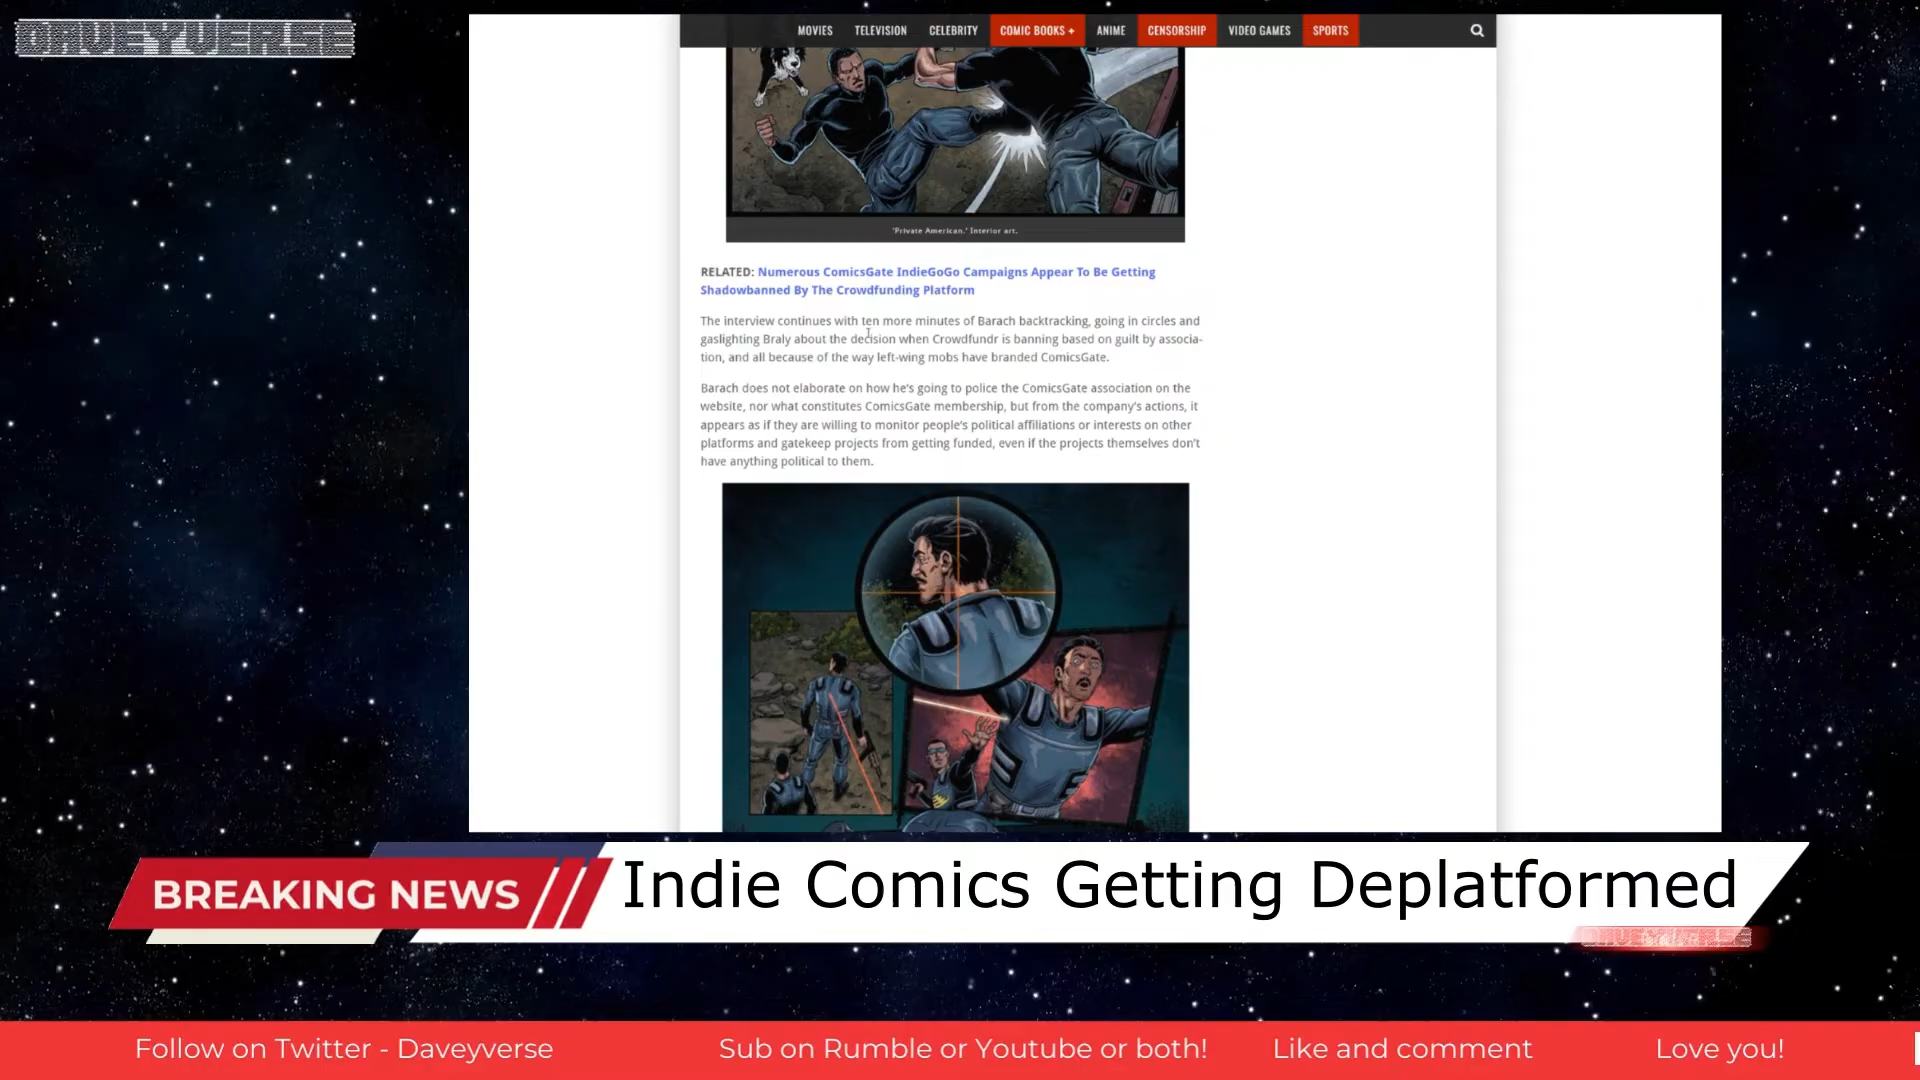 DAVEYVERSE
MOVIES TELEVISION CELEBRITY COMIC BOOKS + ANIME CENSORSHIP VIDEO GAMES SPORTS
'Private American.' Interior art.
RELATED: Numerous ComicsGate IndieGoGo Campaigns Appear To Be Getting
Shadowbanned By The Crowdfunding Platform
The interview continues with ten more minutes of Barach backtracking, going in circles and
gaslighting Braly about the decision when Crowdfundr is banning based on guilt by associa-
tion, and all because of the way left-wing mobs have branded ComicsGate.
Barach does not elaborate on how he's going to police the ComicsGate association on the
website, nor what constitutes ComicsGate membership, but from the company's actions, it
appears as if they are willing to monitor people's political affiliations or interests on other
platforms and gatekeep projects from getting funded, even if the projects themselves don't
have anything political to them.
BREAKING NEWS
Indie Comics Getting Deplatformed
DAVEYVERSE
Follow on Twitter - Daveyverse Sub on Rumble or Youtube or both! Like and comment Love you!